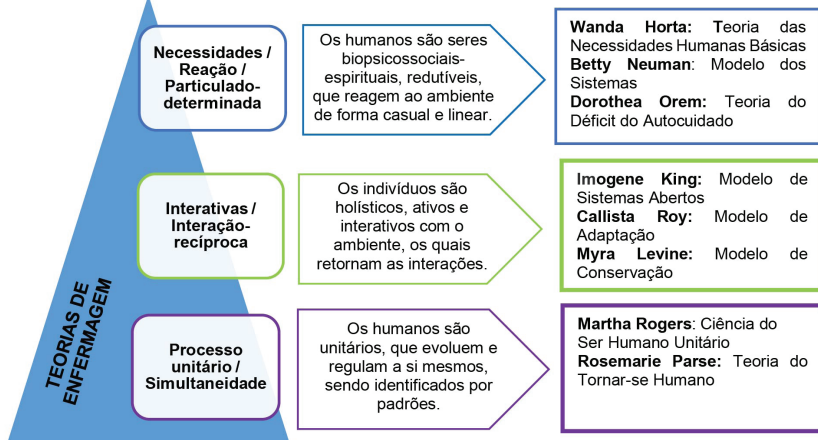 Necessidades /
Reação /
Particulado-
determinada
Os humanos são seres
biopsicossociais-
espirituais, redutíveis,
que reagem ao ambiente
de forma casual e linear.
Wanda Horta: Teoria das
Necessidades Humanas Básicas
Betty Neuman: Modelo dos
Sistemas
Dorothea Orem: Teoria do
Déficit do Autocuidado
Interativas /
Interação-
recíproca
Os indivíduos são
holísticos, ativos e
interativos com o
ambiente, os quais
retornam as interações.
Imogene King: Modelo de
Sistemas Abertos
Callista Roy: Modelo de
Adaptação
Myra Levine: Modelo de
Conservação
TEORIAS DE
ENFERMAGEM
Processo
unitário /
Simultaneidade
Os humanos são
unitários, que evoluem e
regulam a si mesmos,
sendo identificados por
padrões.
Martha Rogers: Ciência do
Ser Humano Unitário
Rosemarie Parse: Teoria do
Tornar-se Humano